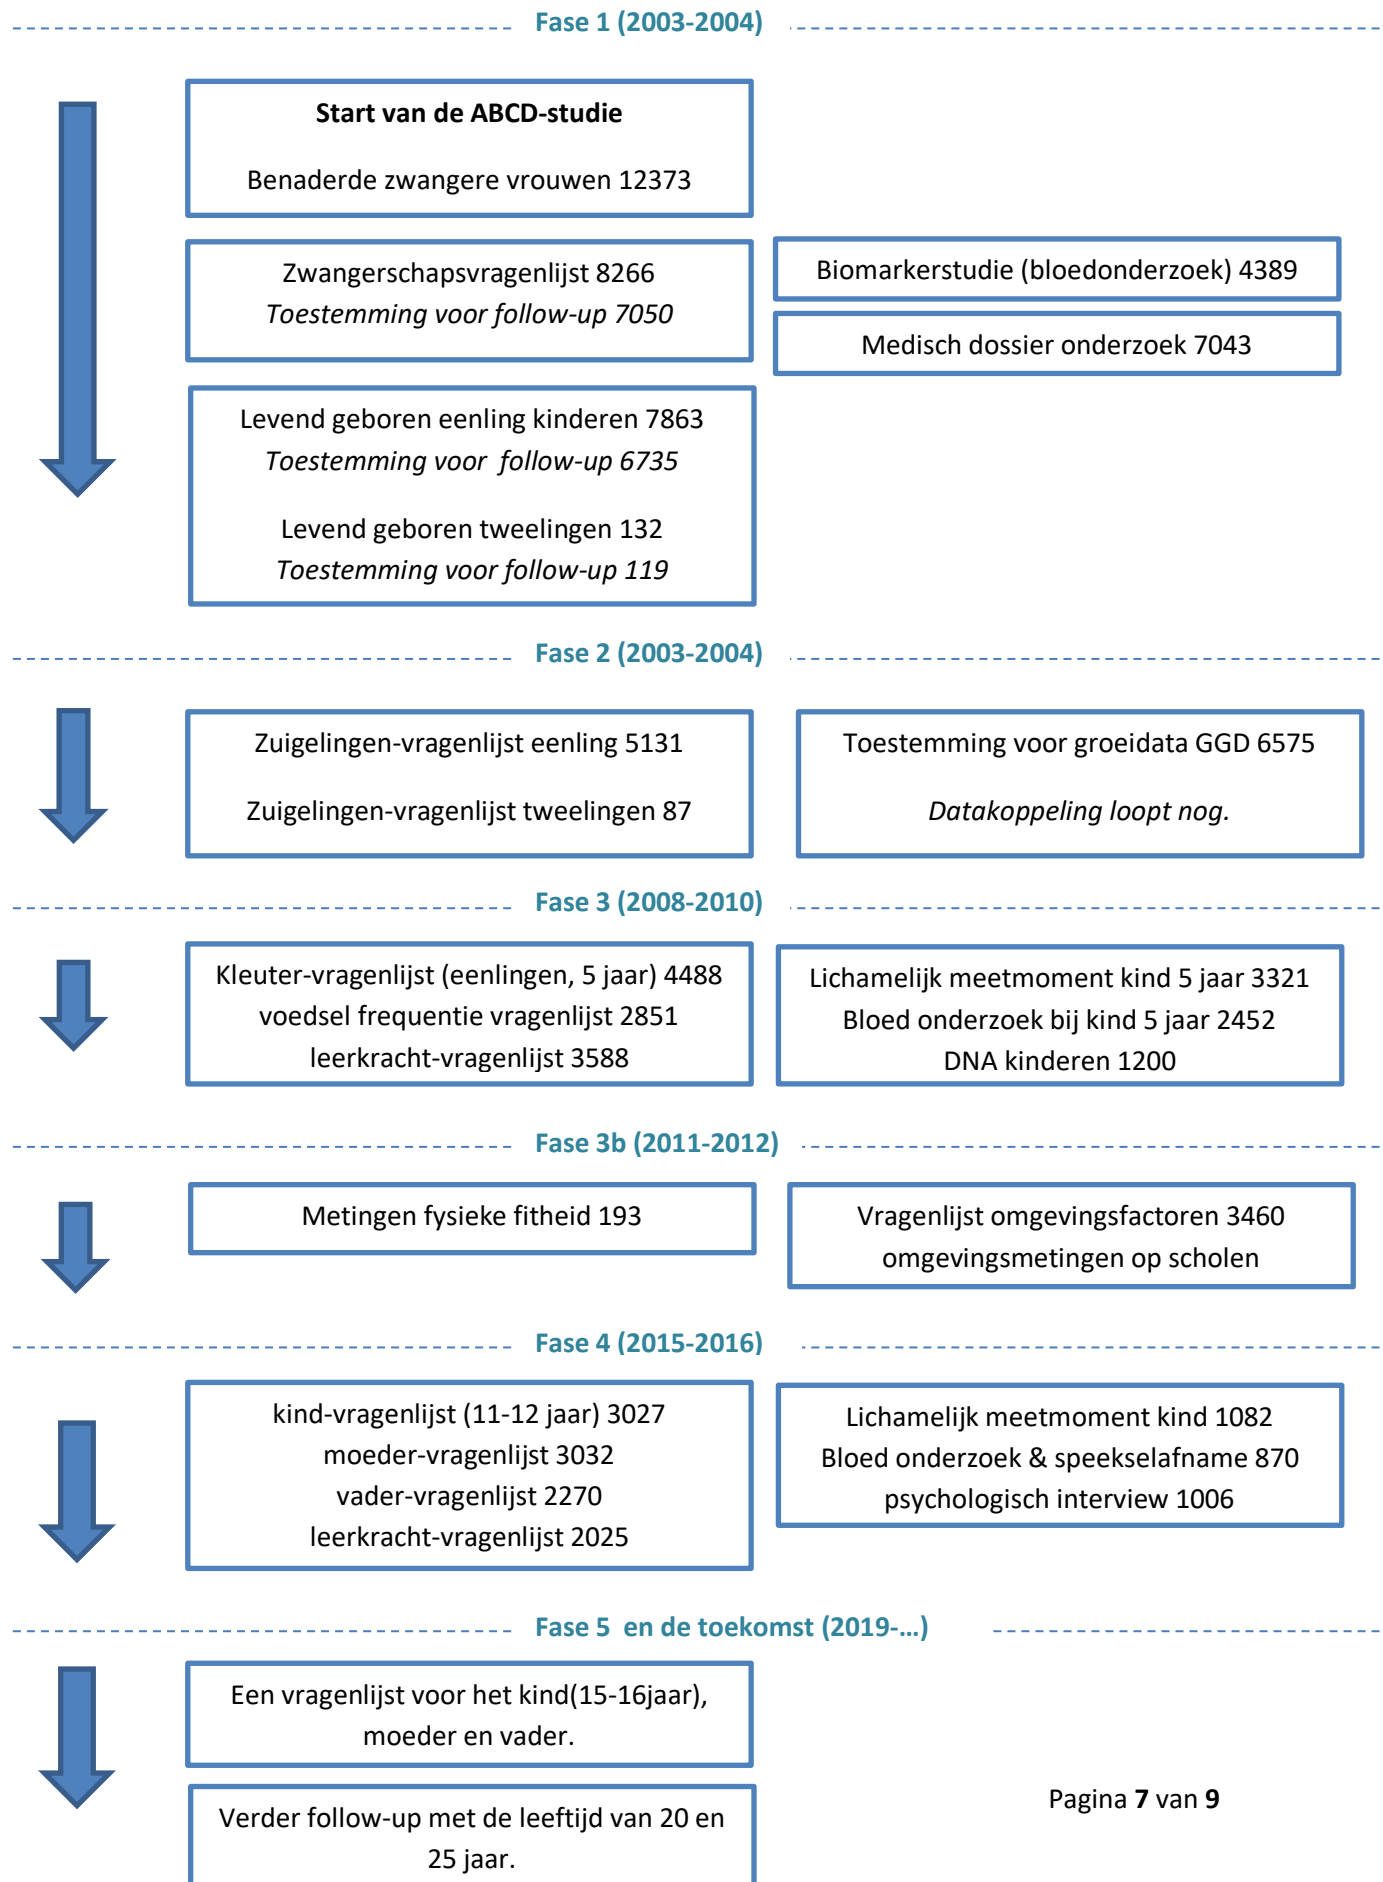 Fase 1 (2003-2004)
Start van de ABCD-studie
Benaderde zwangere vrouwen 12373
Zwangerschapsvragenlijst 8266
Toestemming voor follow-up 7050
Biomarkerstudie (bloedonderzoek) 4389
Medisch dossier onderzoek 7043
Levend geboren eenling kinderen 7863
Toestemming voor follow-up 6735
Levend geboren tweelingen 132
Toestemming voor follow-up 119
Fase 2 (2003-2004)
Zuigelingen-vragenlijst eenling 5131
Zuigelingen-vragenlijst tweelingen 87
Toestemming voor groeidata GGD 6575
Datakoppeling loopt nog.
Fase 3 (2008-2010)
Kleuter-vragenlijst (eenlingen, 5 jaar) 4488
voedsel frequentie vragenlijst 2851
leerkracht-vragenlijst 3588
Lichamelijk meetmoment kind 5 jaar 3321
Bloed onderzoek bij kind 5 jaar 2452
DNA kinderen 1200
Fase 3b (2011-2012)
Metingen fysieke fitheid 193
Vragenlijst omgevingsfactoren 3460
omgevingsmetingen op scholen
Fase 4 (2015-2016)
kind-vragenlijst (11-12 jaar) 3027
moeder-vragenlijst 3032
vader-vragenlijst 2270
leerkracht-vragenlijst 2025
Lichamelijk meetmoment kind 1082
Bloed onderzoek & speekselafname 870
psychologisch interview 1006
Fase 5 en de toekomst (2019-…)
Een vragenlijst voor het kind(15-16jaar),
moeder en vader.
Verder follow-up met de leeftijd van 20 en
25 jaar.
Pagina 7 van 9